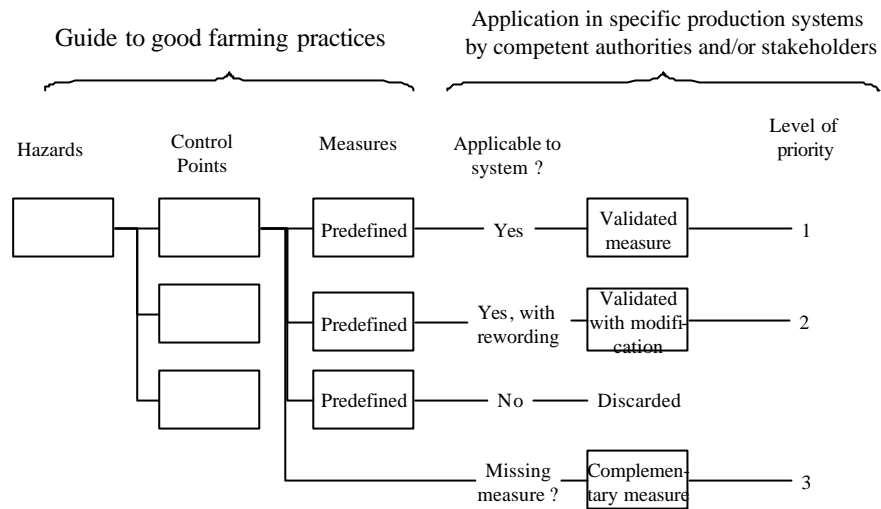 Guide to good farming practices
Application in specific production systems
by competent authorities and/or stakeholders
Hazards
Control
Points
Measures
Applicable to
system ?
Level of
priority
Predefined
Yes
Validated
measure
1
Predefined
Yes, with
rewording
Validated
with modifi-
cation
2
Predefined
No
Discarded
Missing
measure ?
Complemen-
tary measure
3